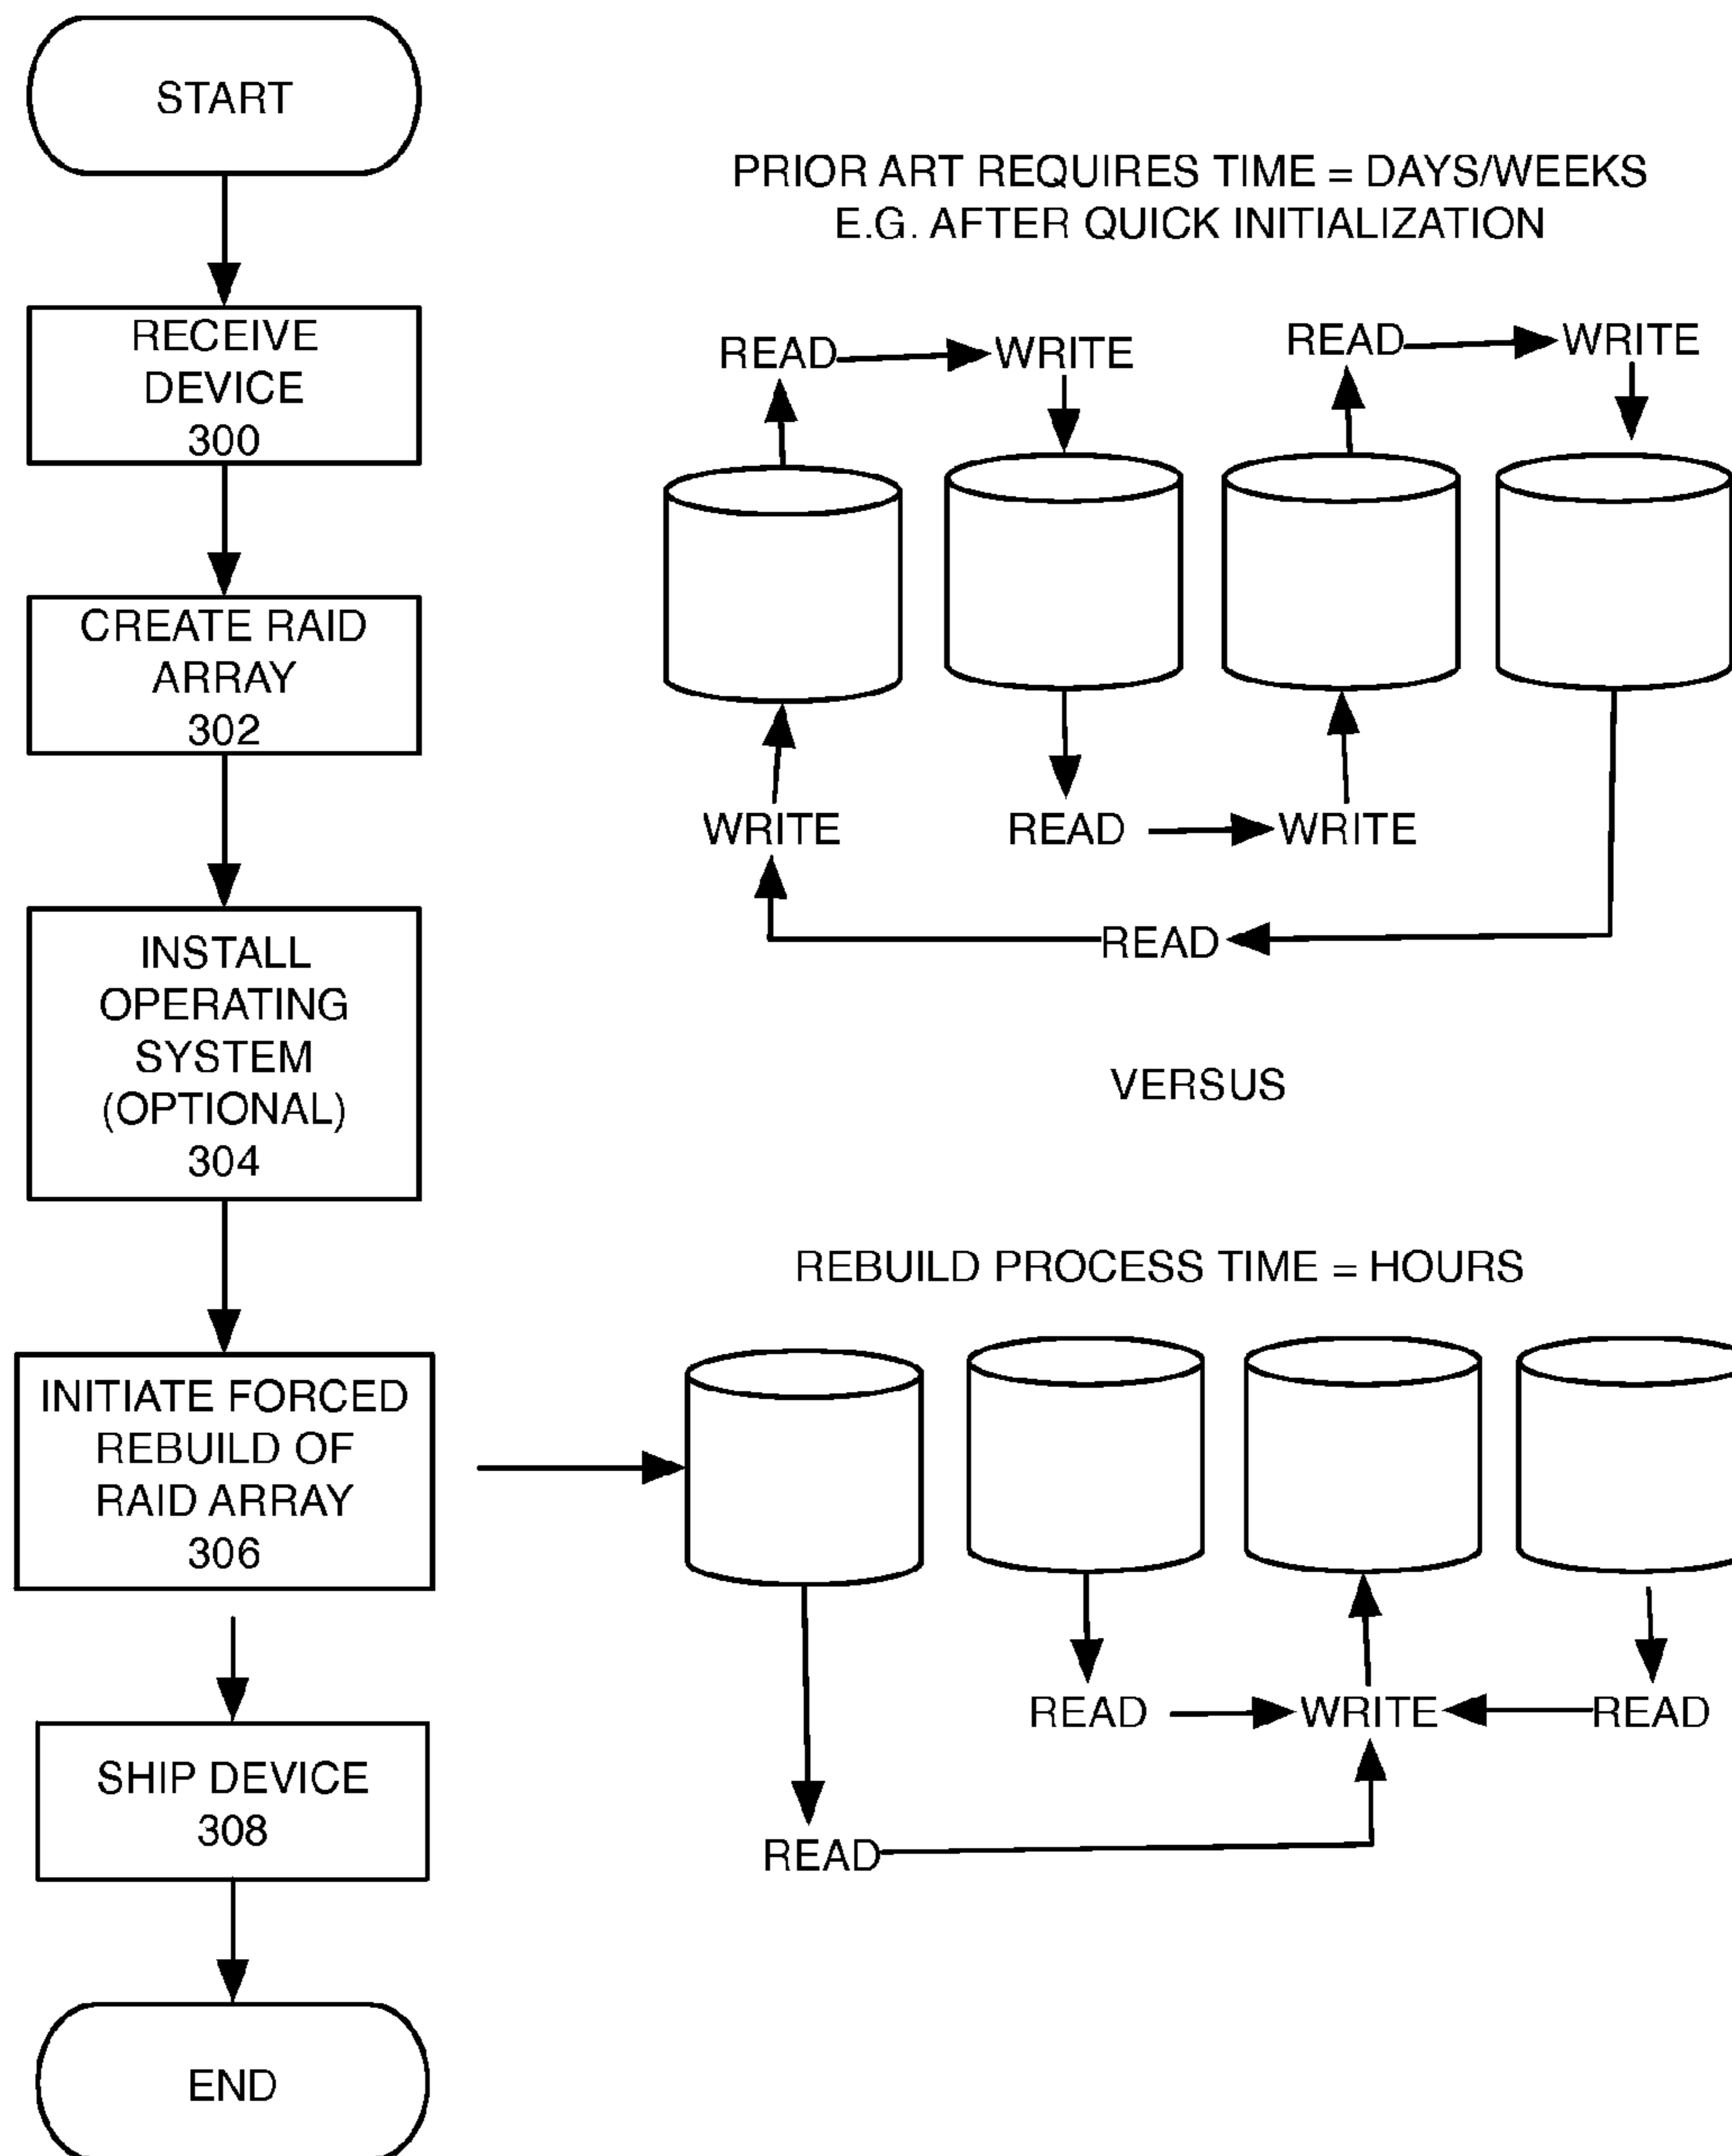 START
RECEIVE
DEVICE
300
CREATE RAID
ARRAY
302
INSTALL
OPERATING
SYSTEM
(OPTIONAL)
304
INITIATE FORCED
REBUILD OF
RAID ARRAY
306
SHIP DEVICE
308
END
PRIOR ART REQUIRES TIME = DAYS/WEEKS
E.G. AFTER QUICK INITIALIZATION
READ WRITE READ WRITE
WRITE READ WRITE
READ
VERSUS
REBUILD PROCESS TIME = HOURS
READ WRITE READ
READ